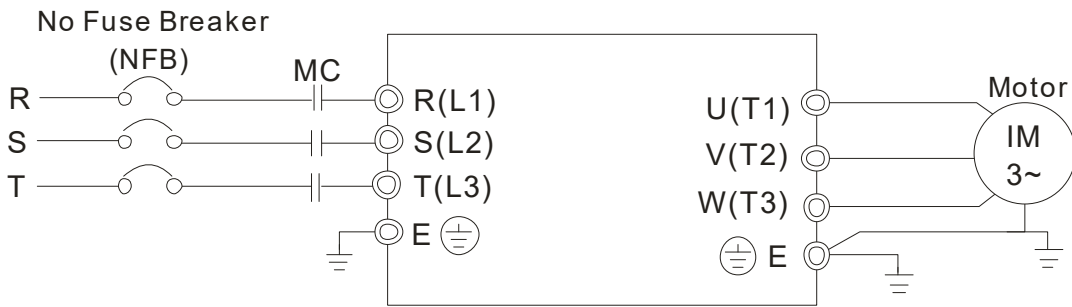 No Fuse Breaker
(NFB)
MC
R
S
T
R(L1)
S(L2)
T(L3)
E
U(T1)
V(T2)
W(T3)
E
Motor
IM
3~